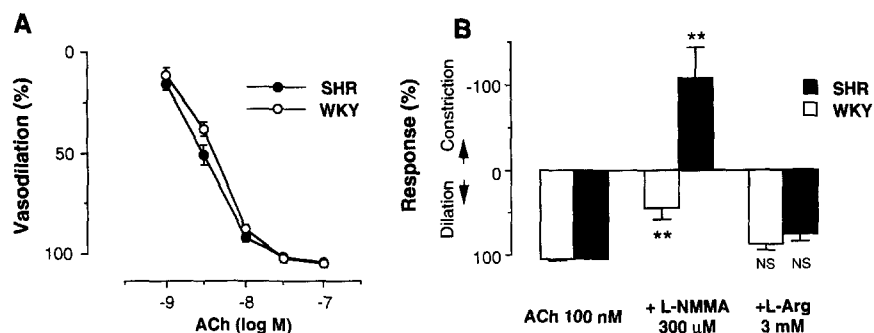 A
Vasodilation (%)
0
50
100
SHR
WKY
-9
-8
-7
ACh (log M)
B
Response (%)
Constriction
Dilation
-100
0
100
**
**
SHR
WKY
NS
NS
ACh 100 nM
+ L-NMMA
300 µM
+L-Arg
3 mM